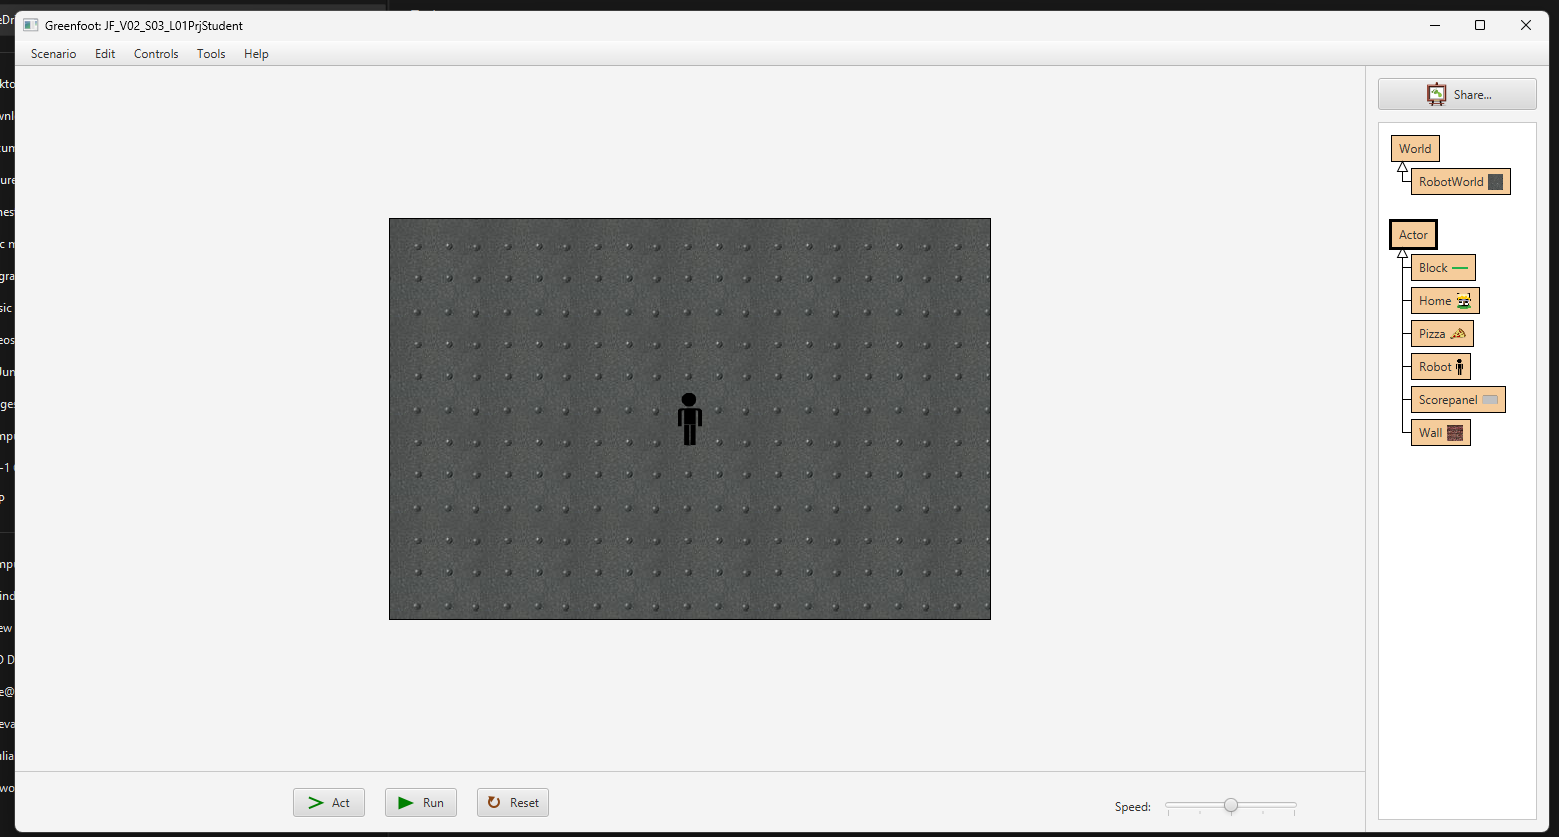 Greenfoot: JF_V02_S03_L01PrjStudent
Scenario Edit Controls Tools Help
Share...
World
RobotWorld
Actor
Block
Home
Pizza
Robot
Scorepanel
Wall
Act Run Reset
Speed: